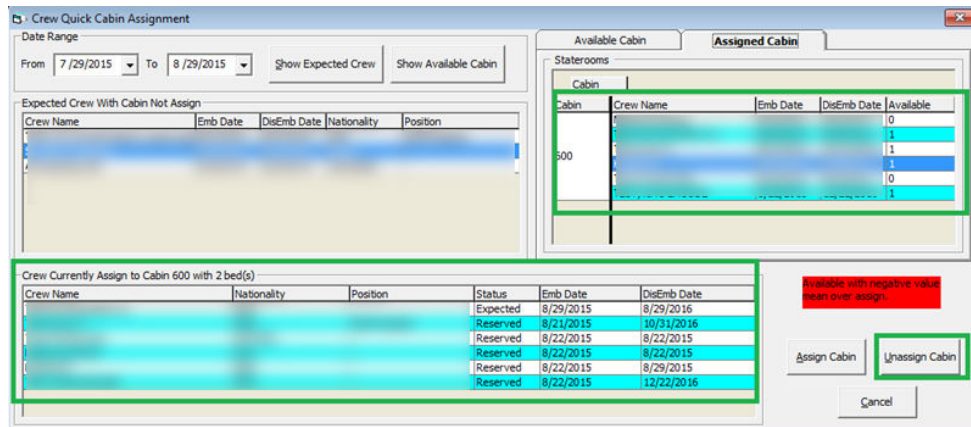 Crew Quick Cabin Assignment
Date Range
From 7 /29/2015 To 8 /29/2015 Show Expected Crew Show Available Cabin
Expected Crew With Cabin Not Assign
Crew Name Emb Date DisEmb Date Nationality Position
Available Cabin Assigned Cabin
Staterooms
Cabin
Cabin Crew Name Emb Date DisEmb Date Available
0
1
600 1
1
0
1
Crew Currently Assign to Cabin 600 with 2 bed(s)
Crew Name Nationality Position Status Emb Date DisEmb Date
Expected 8/29/2015 8/29/2016
Reserved 8/21/2015 10/31/2016
Reserved 8/22/2015 8/22/2015
Reserved 8/22/2015 8/22/2015
Reserved 8/22/2015 8/29/2015
Reserved 8/22/2015 12/22/2016
Available with negative value
mean over assign.
Assign Cabin Unassign Cabin
Cancel